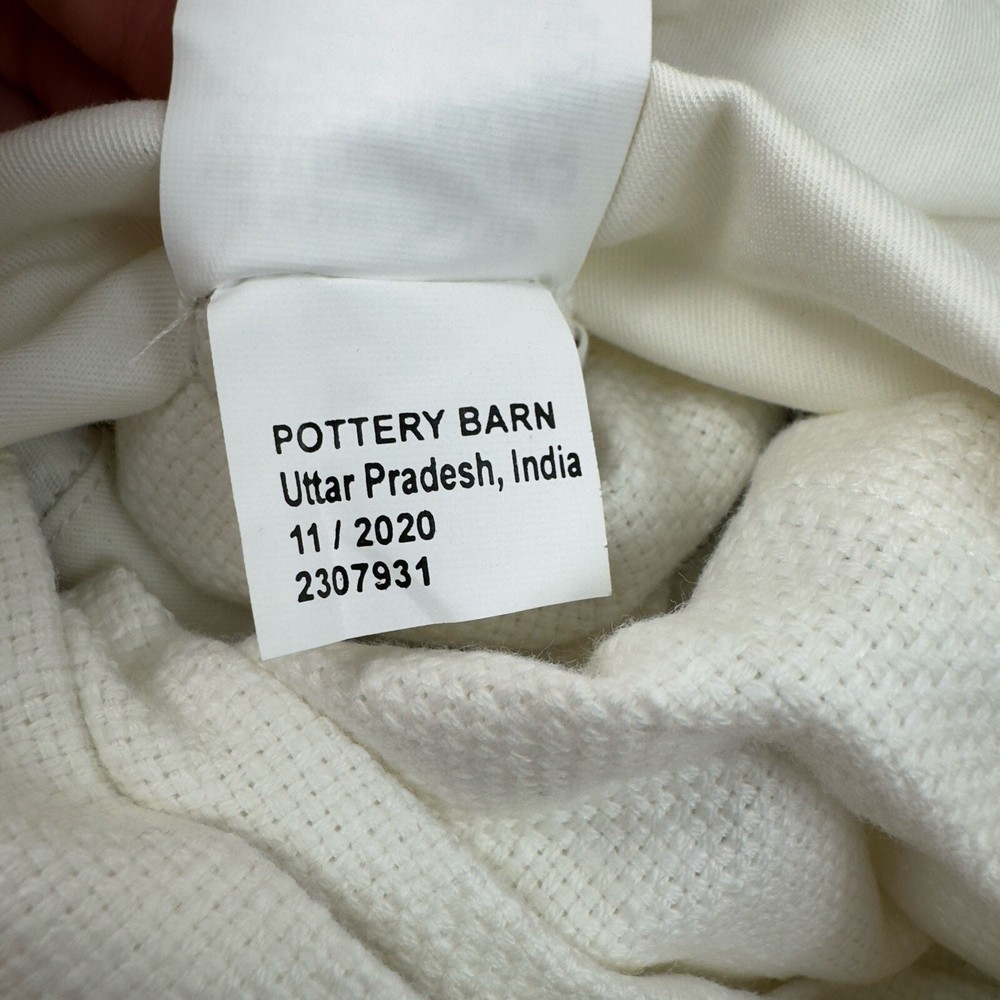 POTTERY BARN
Uttar Pradesh, India
11 / 2020
2307931